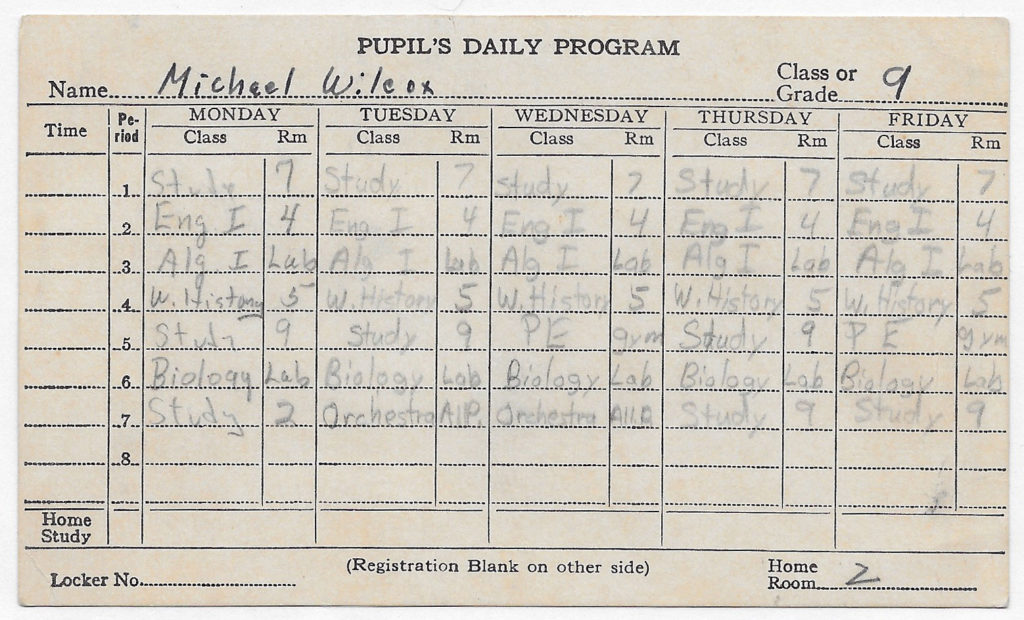 PUPIL'S DAILY PROGRAM
Name Michael Wilcox Class or Grade 9
Time Period MONDAY TUESDAY WEDNESDAY THURSDAY FRIDAY
Class Rm Class Rm Class Rm Class Rm Class Rm
1 Study 7 Study 7 study 7 Study 7 Study 7
2 Eng I 4 Eng I 4 Eng I 4 Eng I 4 Eng I 4
3 Alg I Lab Alg I Lab Alg I Lab Alg I Lab Alg I Lab
4 W. History 5 W. History 5 W. History 5 W. History 5 W. History 5
5 Study 9 Study 9 PE gym Study 9 PE gym
6 Biology Lab Biology Lab Biology Lab Biology Lab Biology Lab
7 Study 2 Orchestra Orchestra Study 9 Study 9
8
Home Study
Locker No. (Registration Blank on other side) Home Room 2